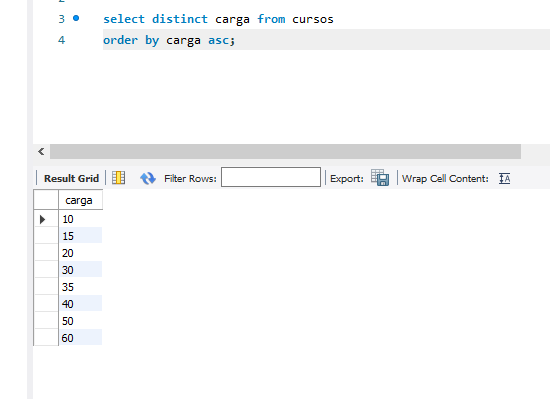 3 select distinct carga from cursos
4 order by carga asc;
Result Grid Filter Rows: Export: Wrap Cell Content:
carga
10
15
20
30
35
40
50
60